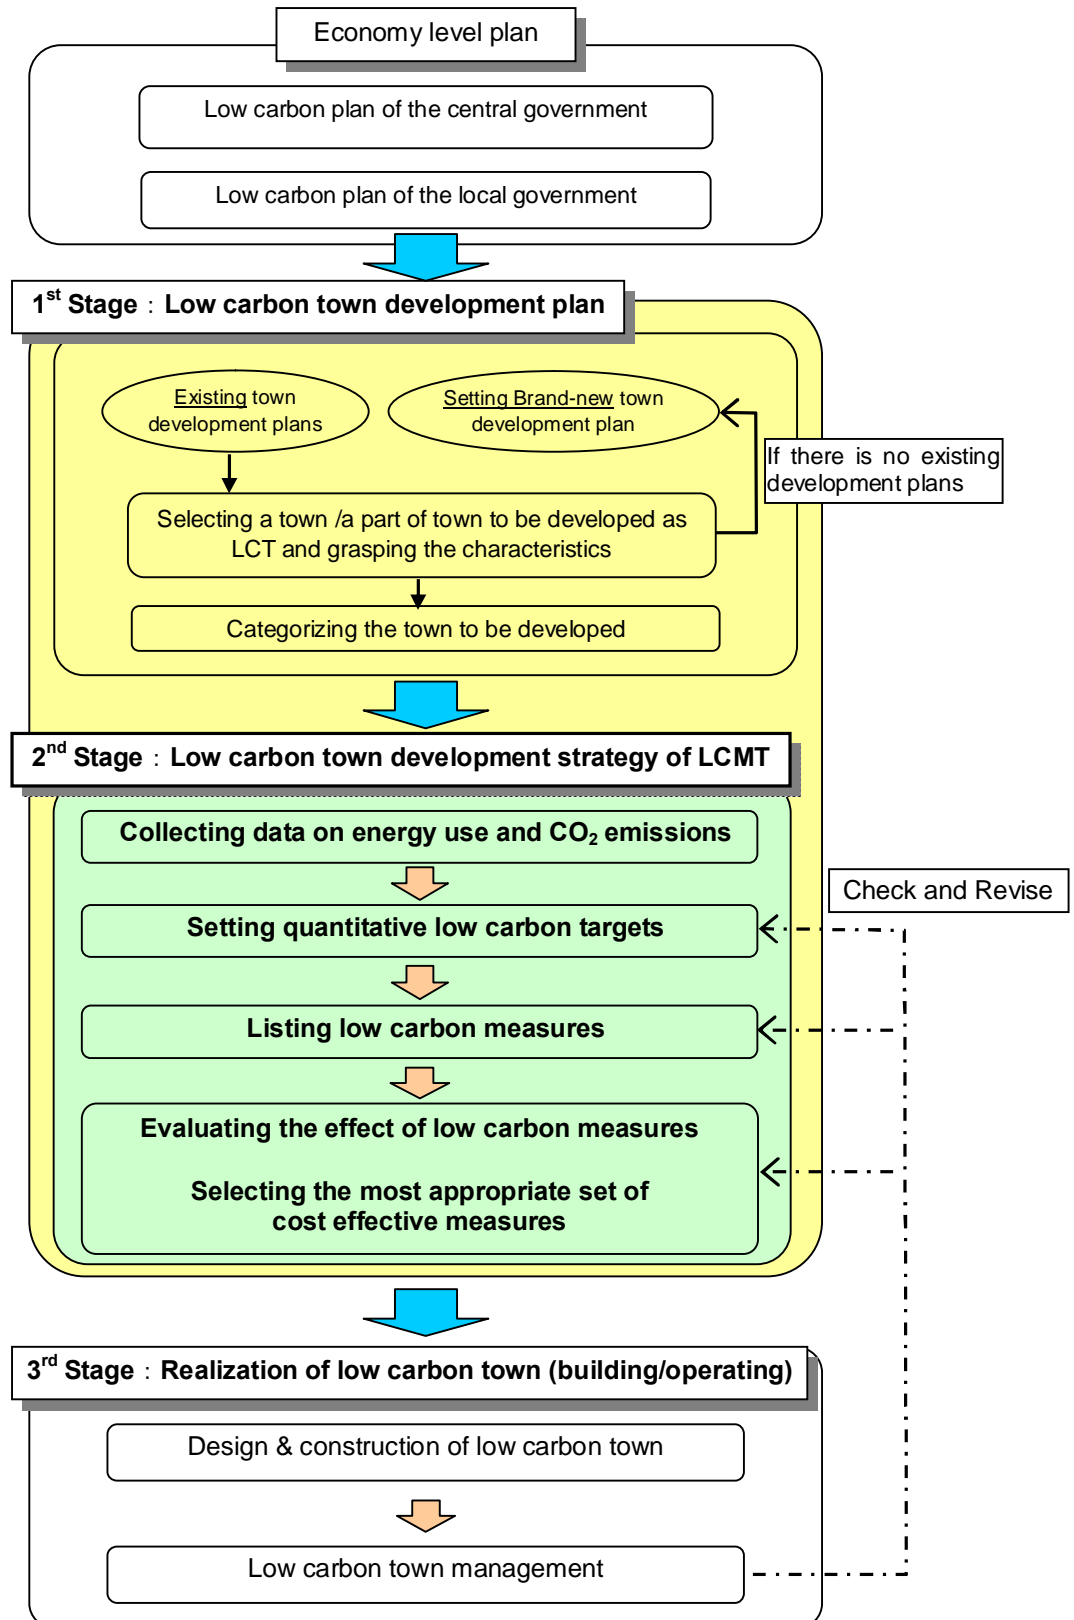 Economy level plan
Low carbon plan of the central government
Low carbon plan of the local government
1st Stage : Low carbon town development plan
Existing town
development plans
Setting Brand-new town
development plan
If there is no existing
development plans
Selecting a town /a part of town to be developed as
LCT and grasping the characteristics
Categorizing the town to be developed
2nd Stage : Low carbon town development strategy of LCMT
Collecting data on energy use and CO2 emissions
Check and Revise
Setting quantitative low carbon targets
Listing low carbon measures
Evaluating the effect of low carbon measures
Selecting the most appropriate set of
cost effective measures
3rd Stage : Realization of low carbon town (building/operating)
Design & construction of low carbon town
Low carbon town management